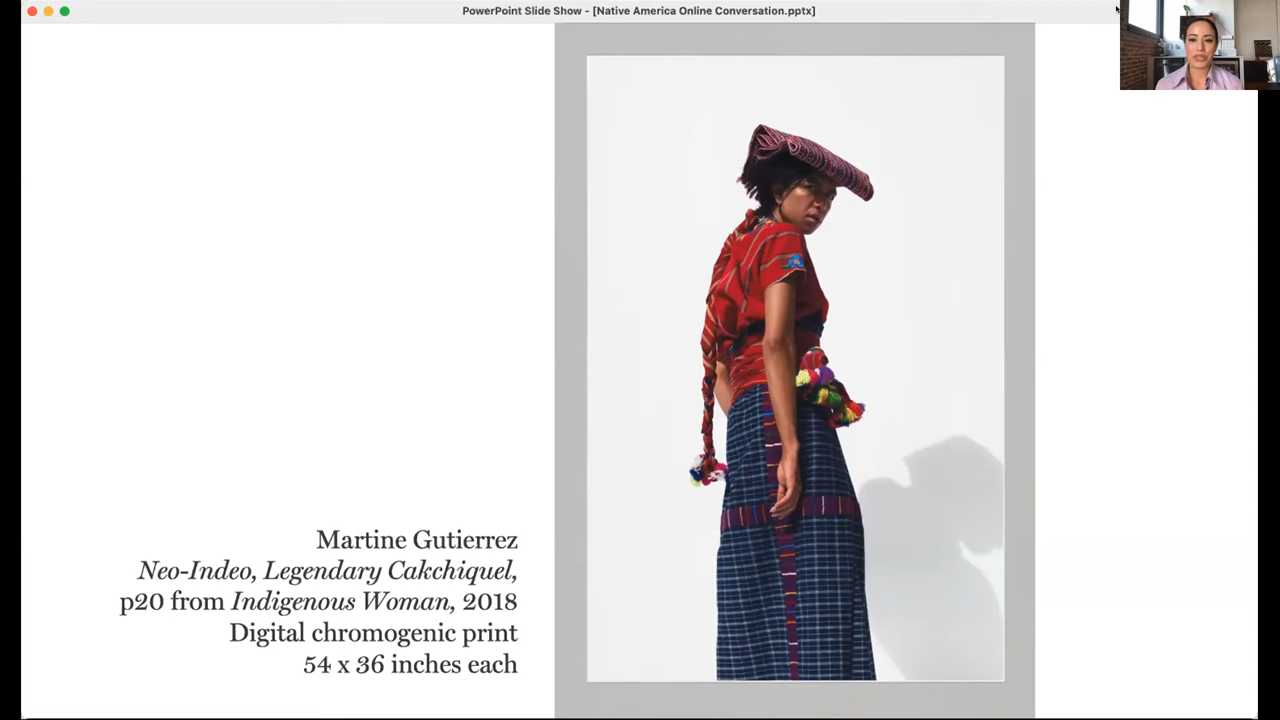 PowerPoint Slide Show - [Native America Online Conversation.pptx]
Martine Gutierrez
Neo-Indeo, Legendary Cakchiquel,
p20 from Indigenous Woman, 2018
Digital chromogenic print
54 x 36 inches each